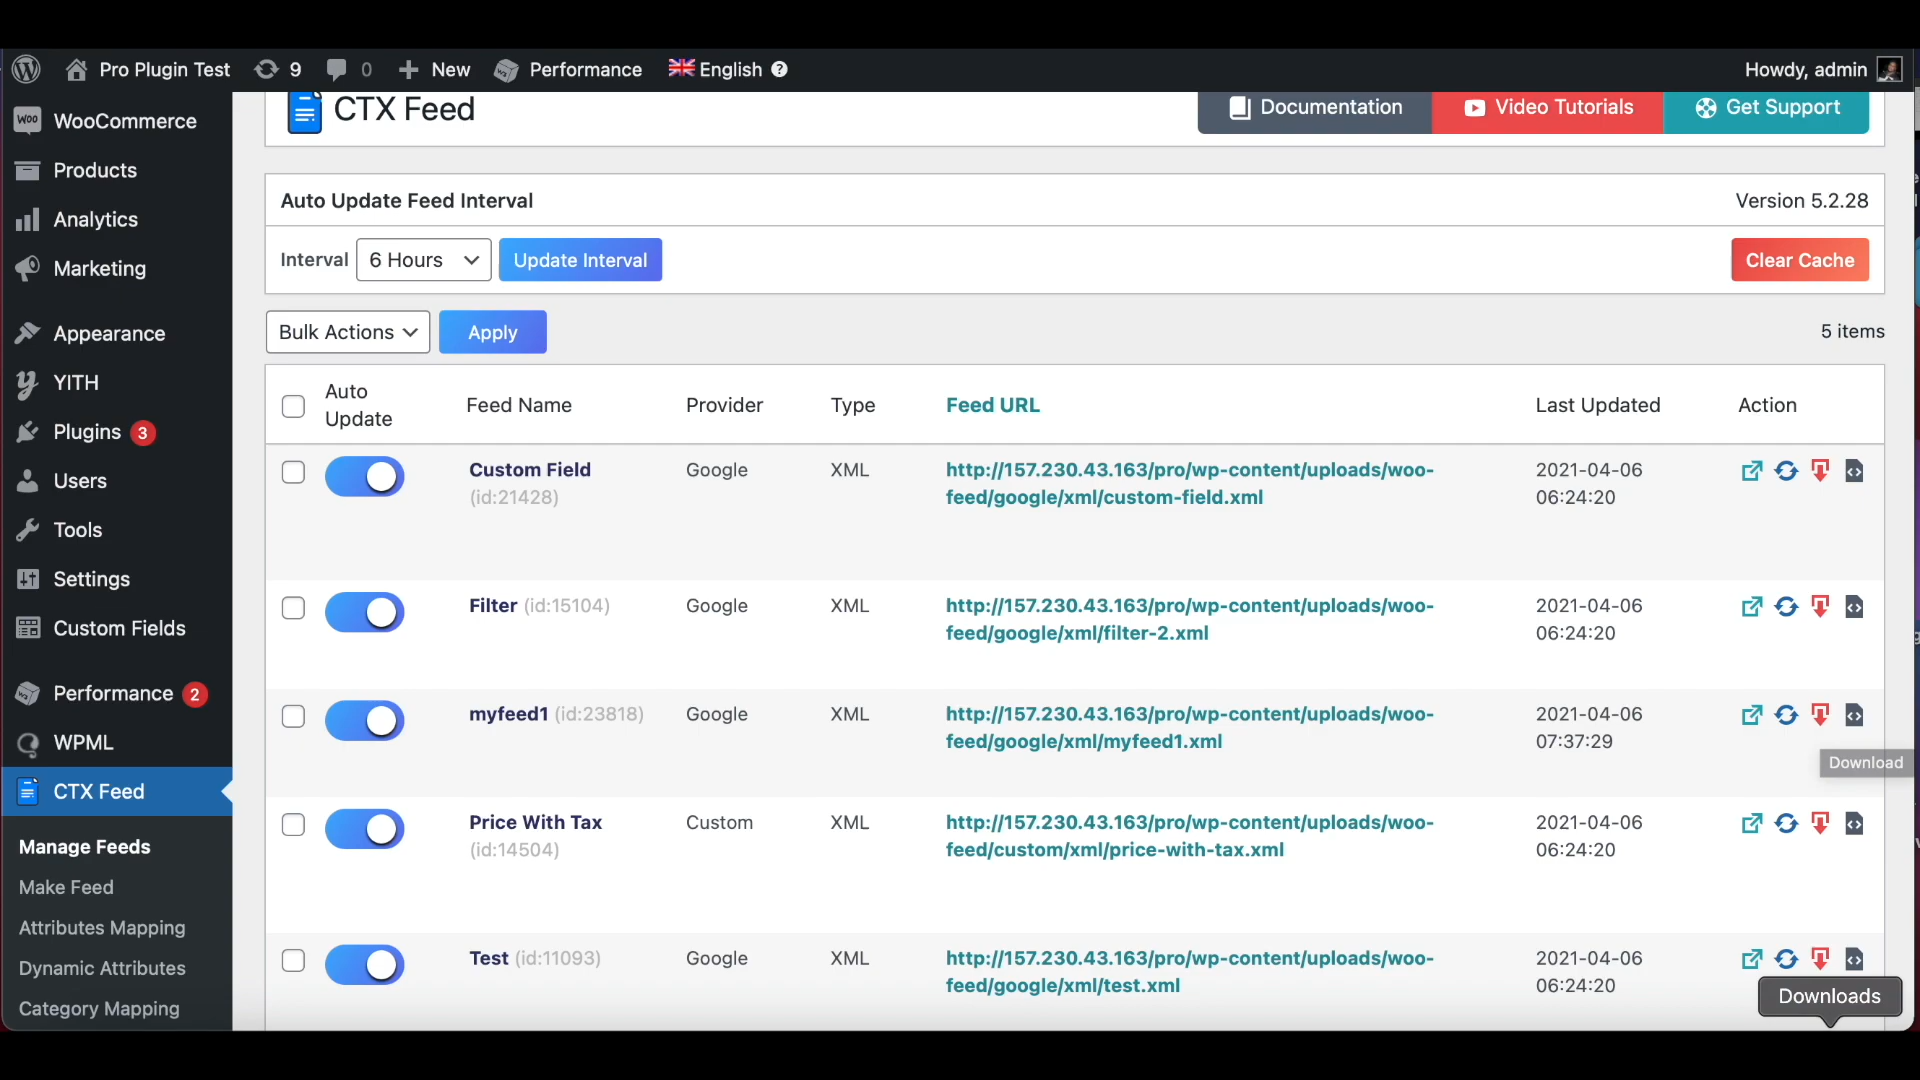 Pro Plugin Test 9 0 New Performance English ? Howdy, admin
WooCommerce
Products
Analytics
Marketing
Appearance
YITH
Plugins 3
Users
Tools
Settings
Custom Fields
Performance 2
WPML
CTX Feed
Manage Feeds
Make Feed
Attributes Mapping
Dynamic Attributes
Category Mapping
CTX Feed Documentation Video Tutorials Get Support
Auto Update Feed Interval Version 5.2.28
Interval 6 Hours Update Interval Clear Cache
Bulk Actions Apply 5 items
Auto
Update Feed Name Provider Type Feed URL Last Updated Action
Custom Field Google XML http://157.230.43.163/pro/wp-content/uploads/woo- 2021-04-06
(id:21428) feed/google/xml/custom-field.xml 06:24:20
Filter (id:15104) Google XML http://157.230.43.163/pro/wp-content/uploads/woo- 2021-04-06
feed/google/xml/filter-2.xml 06:24:20
myfeed1 (id:23818) Google XML http://157.230.43.163/pro/wp-content/uploads/woo- 2021-04-06
feed/google/xml/myfeed1.xml 07:37:29
Download
Price With Tax Custom XML http://157.230.43.163/pro/wp-content/uploads/woo- 2021-04-06
(id:14504) feed/custom/xml/price-with-tax.xml 06:24:20
Test (id:11093) Google XML http://157.230.43.163/pro/wp-content/uploads/woo- 2021-04-06
feed/google/xml/test.xml 06:24:20
Downloads